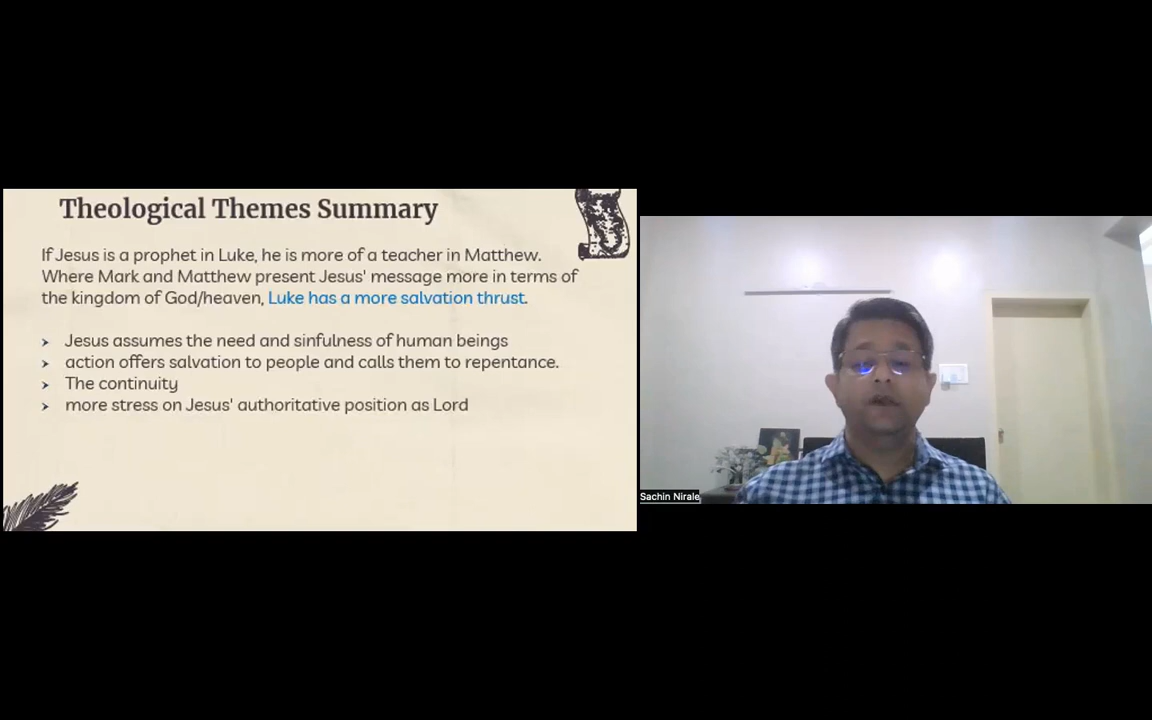 Theological Themes Summary
If Jesus is a prophet in Luke, he is more of a teacher in Matthew.
Where Mark and Matthew present Jesus' message more in terms of
the kingdom of God/heaven, Luke has a more salvation thrust.
Jesus assumes the need and sinfulness of human beings
action offers salvation to people and calls them to repentance.
The continuity
more stress on Jesus' authoritative position as Lord
Sachin Nirale